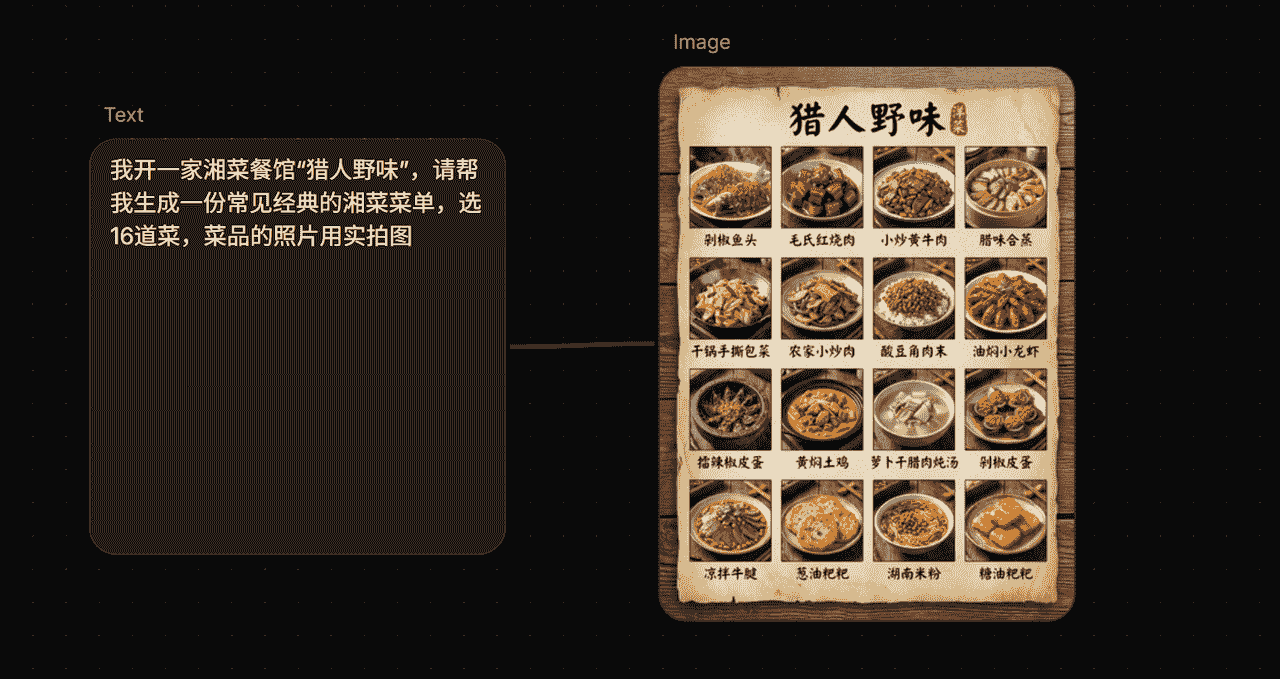 Text
我开一家湘菜餐馆“猎人野味”，请帮
我生成一份常见经典的湘菜菜单，选
16道菜，菜品的照片用实拍图
Image
猎人野味
剁椒鱼头 毛氏红烧肉 小炒黄牛肉 腊味合蒸
干锅手撕包菜 农家小炒肉 酸豆角肉末 油焖小龙虾
擂辣椒皮蛋 黄焖土鸡 萝卜干腊肉炖汤 剁椒皮蛋
凉拌牛腱 葱油粑粑 湖南米粉 糖油粑粑